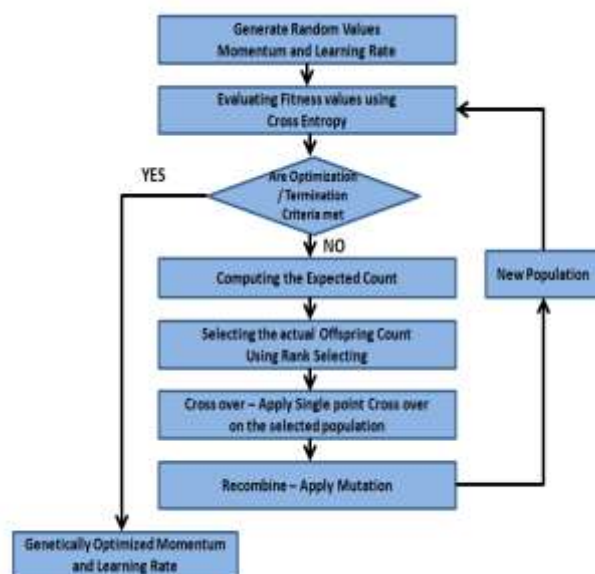 Generate Random Values
Momentum and Learning Rate
Evaluating Fitness values using
Cross Entropy
YES
Are Optimization
/ Termination
Criteria met
NO
Computing the Expected Count
New Population
Selecting the actual Offspring Count
Using Rank Selecting
Cross over – Apply Single point Cross over
on the selected population
Recombine – Apply Mutation
Genetically Optimized Momentum
and Learning Rate